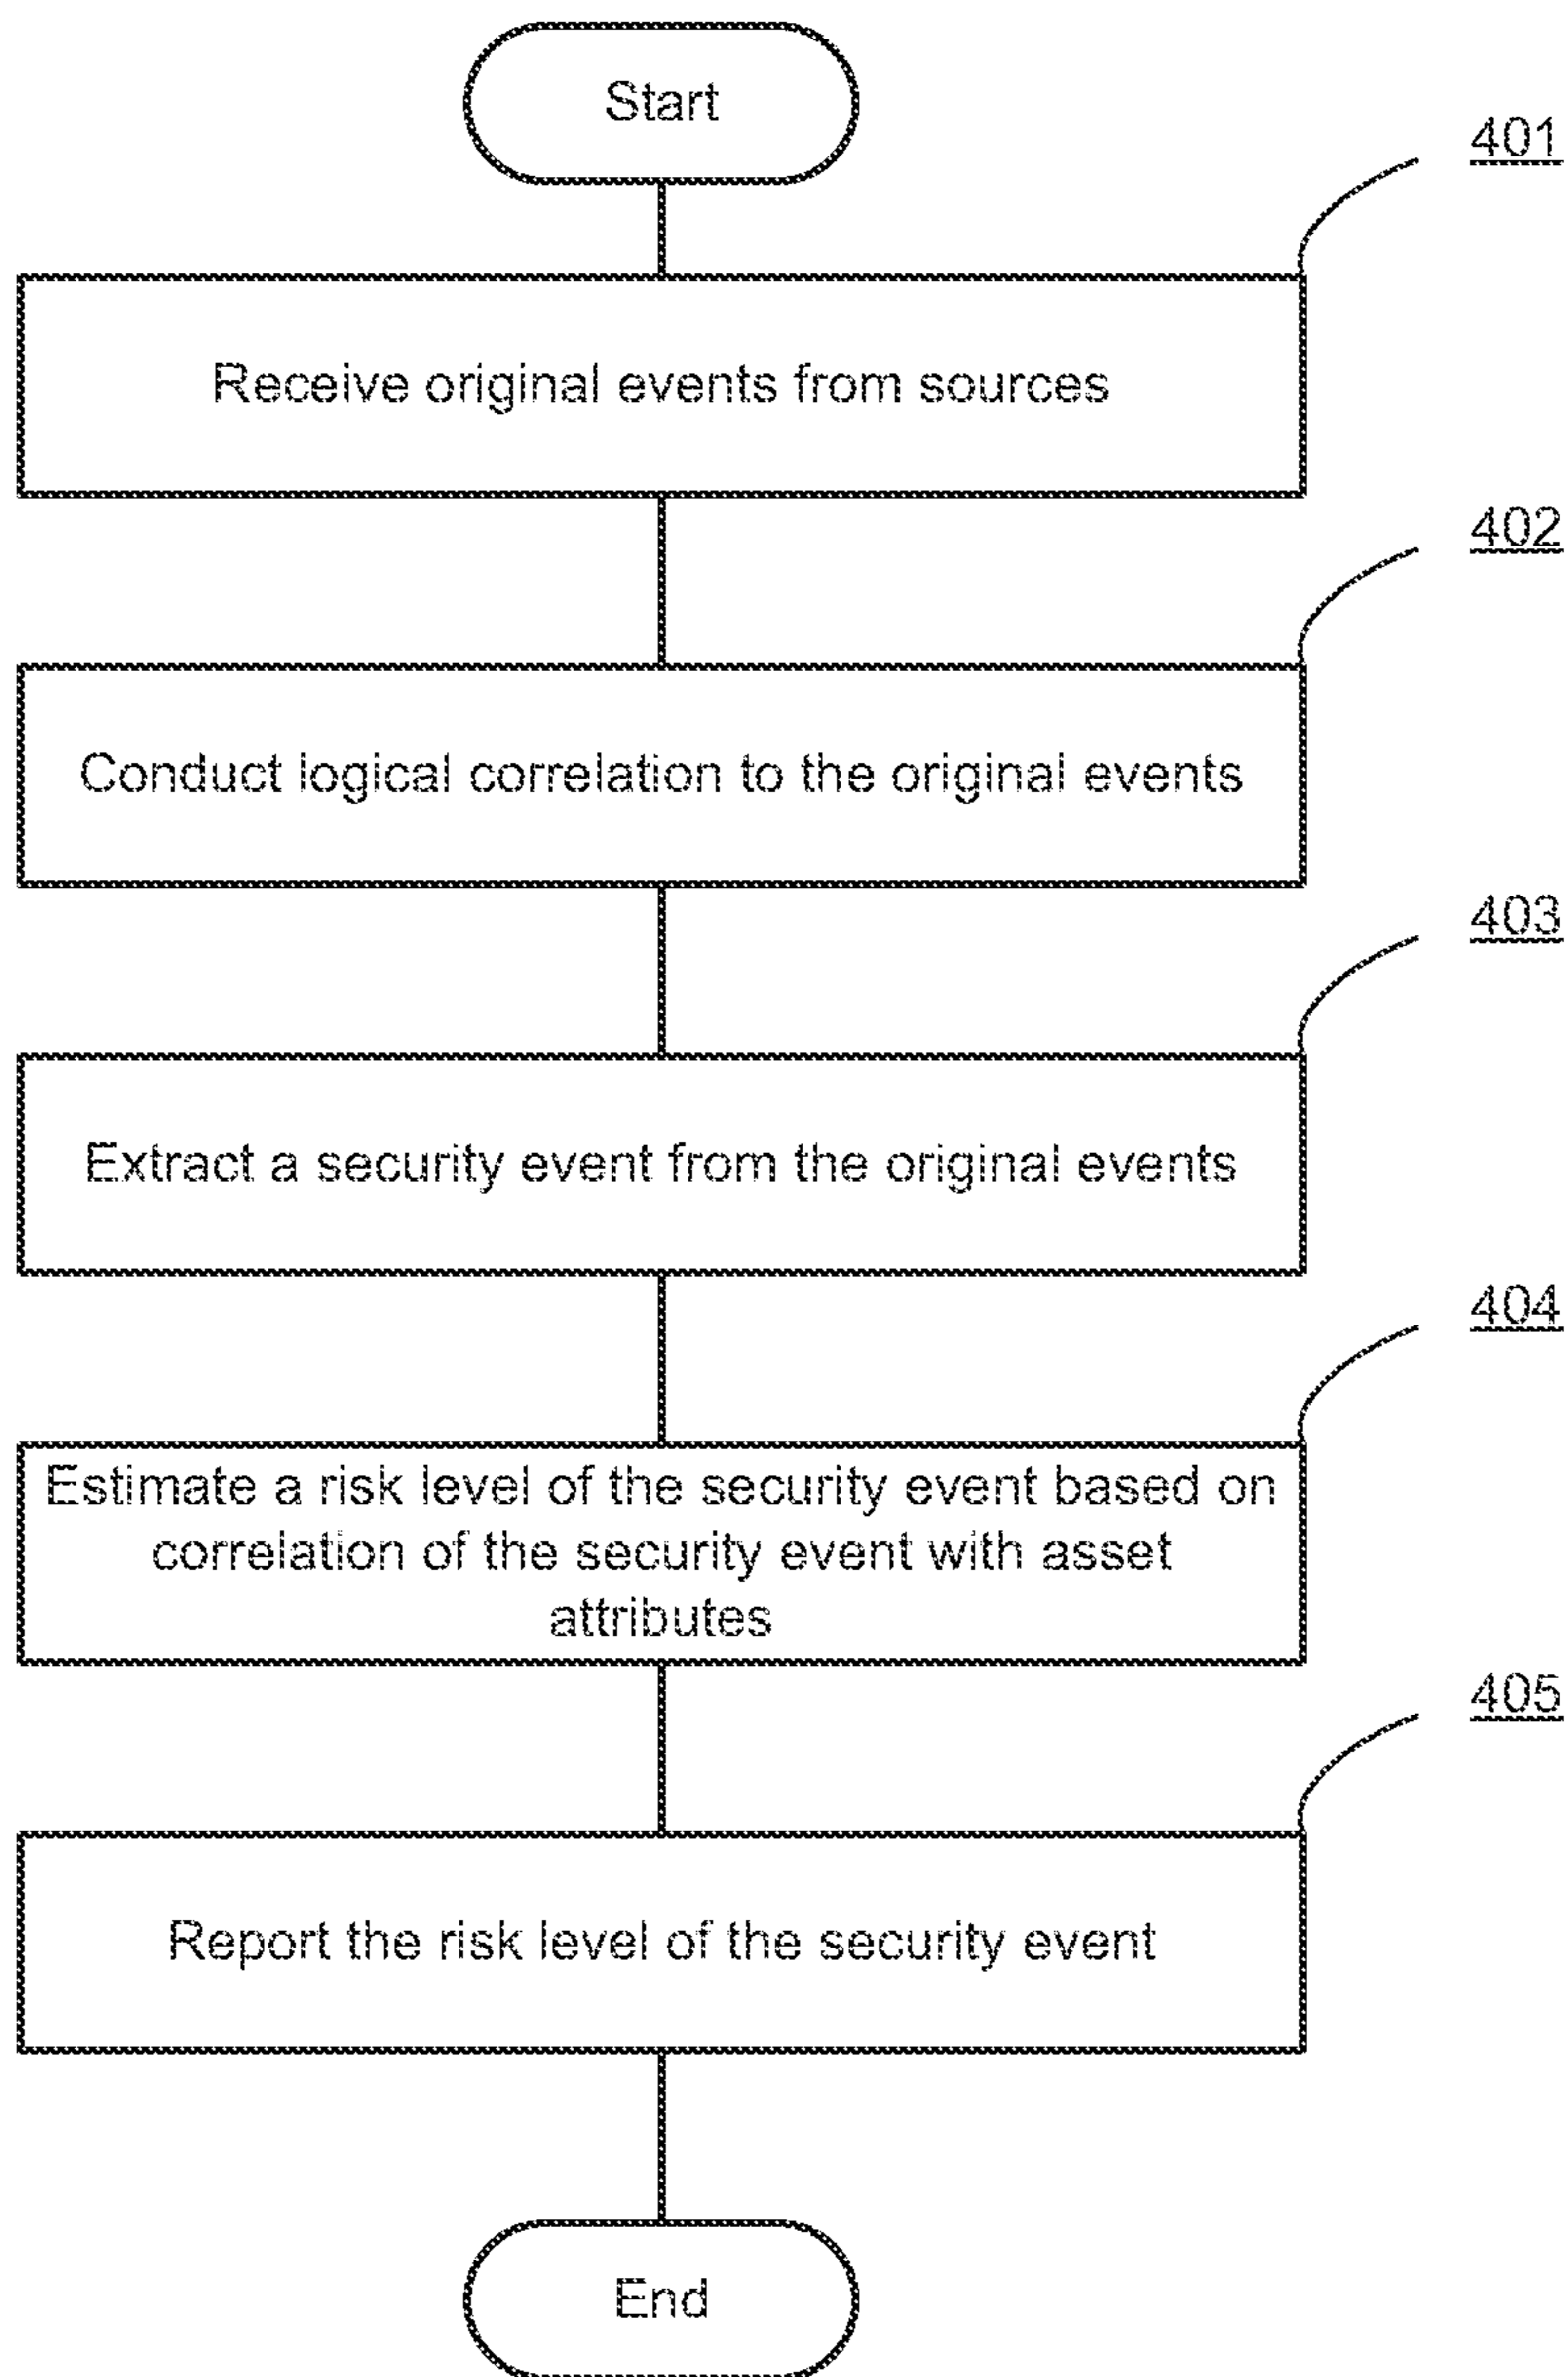 Start
401
Receive original events from sources
402
Conduct logical correlation to the original events
403
Extract a security event from the original events
404
Estimate a risk level of the security event based on
correlation of the security event with asset
attributes
405
Report the risk level of the security event
End